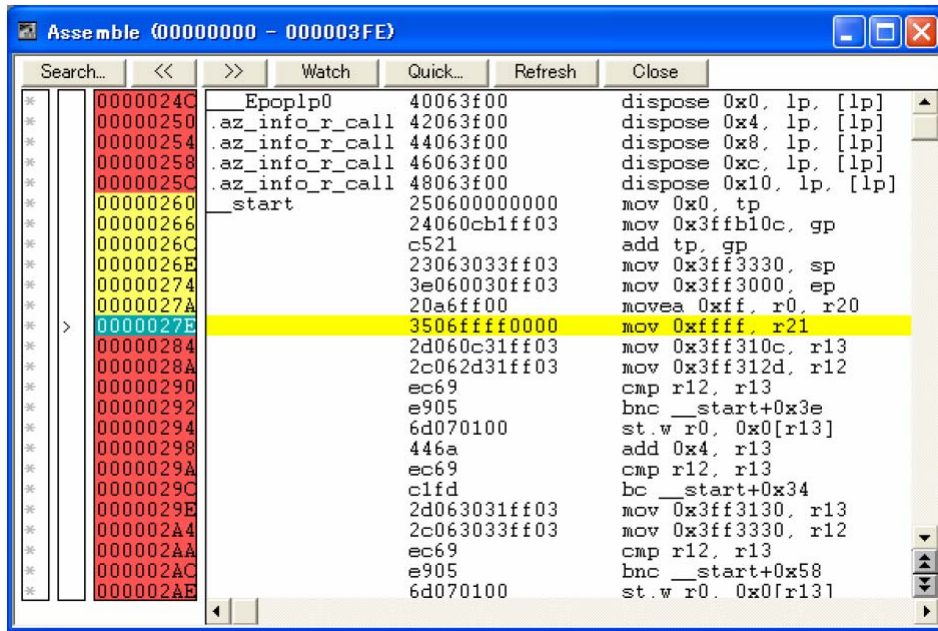 Assemble (00000000 - 000003FE)
Search... << >> Watch Quick... Refresh Close
* 0000024C ___Epoplp0 40063f00 dispose 0x0, lp, [lp]
* 00000250 .az_info_r_call 42063f00 dispose 0x4, lp, [lp]
* 00000254 .az_info_r_call 44063f00 dispose 0x8, lp, [lp]
* 00000258 .az_info_r_call 46063f00 dispose 0xc, lp, [lp]
* 0000025C .az_info_r_call 48063f00 dispose 0x10, lp, [lp]
* 00000260 __start 250600000000 mov 0x0, tp
* 00000266 24060cb1ff03 mov 0x3ffb10c, gp
* 0000026C c521 add tp, gp
* 0000026E 23063033ff03 mov 0x3ff3330, sp
* 00000274 3e060030ff03 mov 0x3ff3000, ep
* 0000027A 20a6ff00 movea 0xff, r0, r20
* > 0000027E 3506ffff0000 mov 0xffff, r21
* 00000284 2d060c31ff03 mov 0x3ff310c, r13
* 0000028A 2c062d31ff03 mov 0x3ff312d, r12
* 00000290 ec69 cmp r12, r13
* 00000292 e905 bnc __start+0x3e
* 00000294 6d070100 st.w r0, 0x0[r13]
* 00000298 446a add 0x4, r13
* 0000029A ec69 cmp r12, r13
* 0000029C c1fd bc __start+0x34
* 0000029E 2d063031ff03 mov 0x3ff3130, r13
* 000002A4 2c063033ff03 mov 0x3ff3330, r12
* 000002AA ec69 cmp r12, r13
* 000002AC e905 bnc __start+0x58
* 000002AE 6d070100 st.w r0, 0x0[r13]